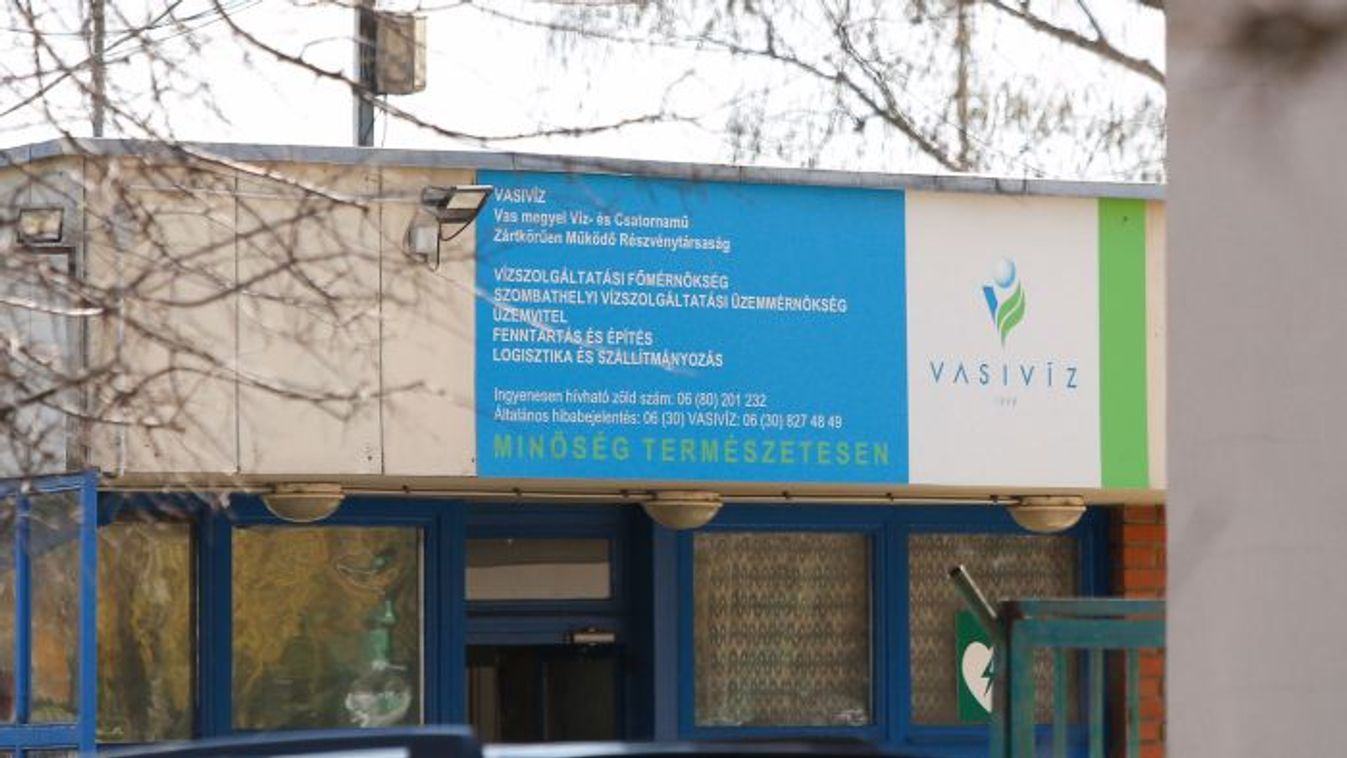 VASIVÍZ
Vas megyei Víz- és Csatornamű
Zártkörűen Működő Részvénytársaság
VÍZSZOLGÁLTATÁSI FŐMÉRNÖKSÉG
SZOMBATHELYI VÍZSZOLGÁLTATÁSI ÜZEMMÉRNÖKSÉG
ÜZEMVITEL
FENNTARTÁS ÉS ÉPÍTÉS
LOGISZTIKA ÉS SZÁLLÍTMÁNYOZÁS
Ingyenesen hívható zöld szám: 06 (80) 201 232
Általános hibabejelentés: 06 (30) VASIVÍZ: 06 (30) 827 48 49
MINŐSÉG TERMÉSZETESEN
VASIVÍZ